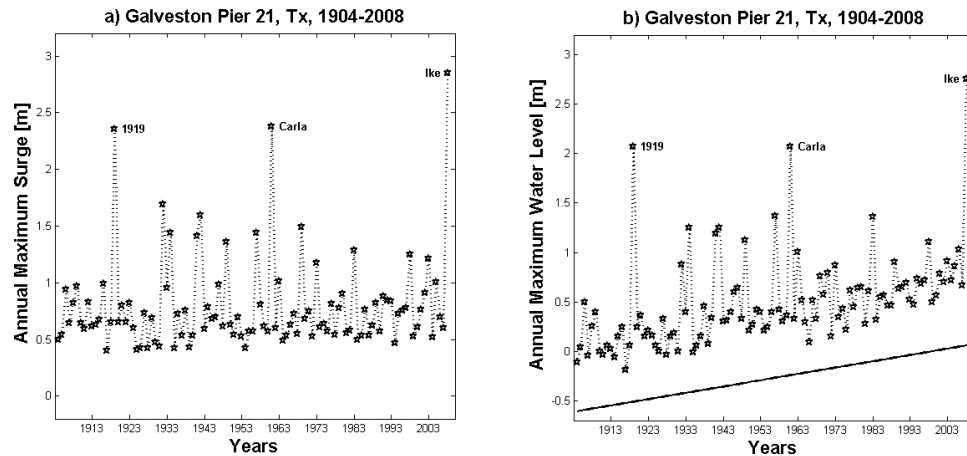 a) Galveston Pier 21, Tx, 1904-2008
Annual Maximum Surge [m]
3
2.5
2
1.5
1
0.5
0
Ike
1919
Carla
1913 1923 1933 1943 1953 1963 1973 1983 1993 2003
Years
b) Galveston Pier 21, Tx, 1904-2008
Annual Maximum Water Level [m]
3
2.5
2
1.5
1
0.5
0
-0.5
Ike
1919
Carla
1913 1923 1933 1943 1953 1963 1973 1983 1993 2003
Years